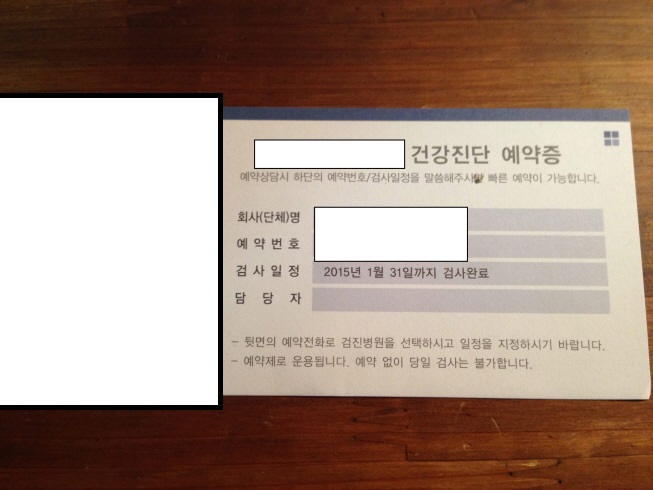 건강진단 예약증
예약상담시 하단의 예약번호/검사일정을 말씀해주시면 빠른 예약이 가능합니다.
회사(단체)명
예 약 번 호
검 사 일 정 2015년 1월 31일까지 검사완료
담 당 자
- 뒷면의 예약전화로 검진병원을 선택하시고 일정을 지정하시기 바랍니다.
- 예약제로 운용됩니다. 예약 없이 당일 검사는 불가합니다.